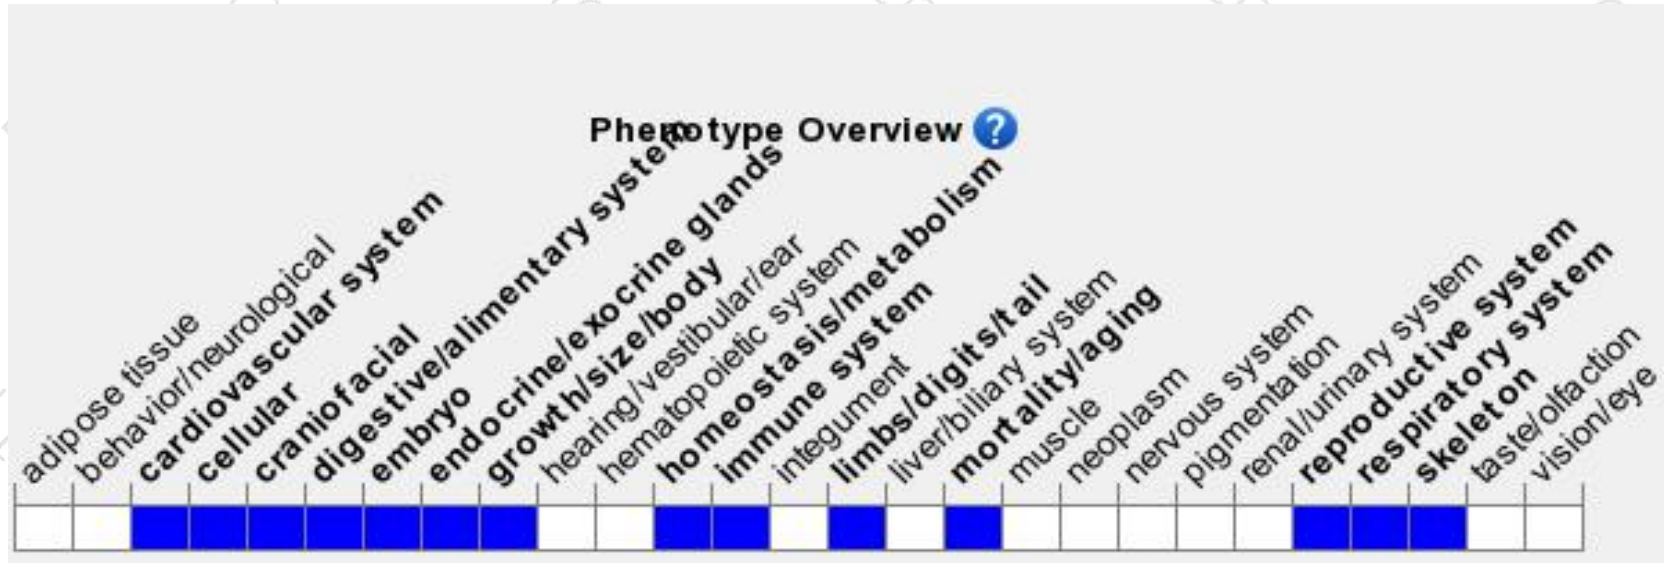 Phenotype Overview ?
adipose tissue
behavior/neurological
cardiovascular system
cellular
craniofacial
digestive/alimentary system
embryo
endocrine/exocrine glands
growth/size/body
hearing/vestibular/ear
hematopoietic system
homeostasis/metabolism
immune system
integument
limbs/digits/tail
liver/biliary system
mortality/aging
muscle
neoplasm
nervous system
pigmentation
renal/urinary system
reproductive system
respiratory system
skeleton
taste/olfaction
vision/eye